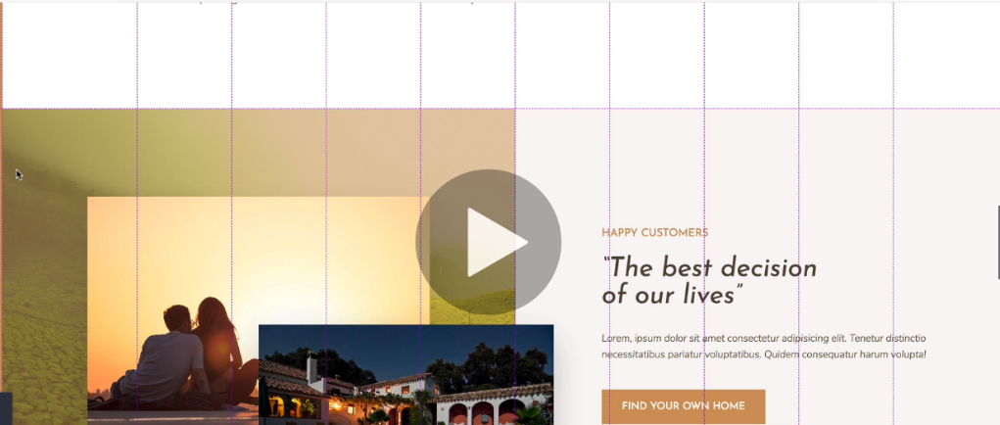 HAPPY CUSTOMERS
“The best decision
of our lives”
Lorem, ipsum dolor sit amet consectetur adipisicing elit. Tenetur distinctio
necessitatibus pariatur voluptatibus. Quidem consequatur harum volupta!
FIND YOUR OWN HOME